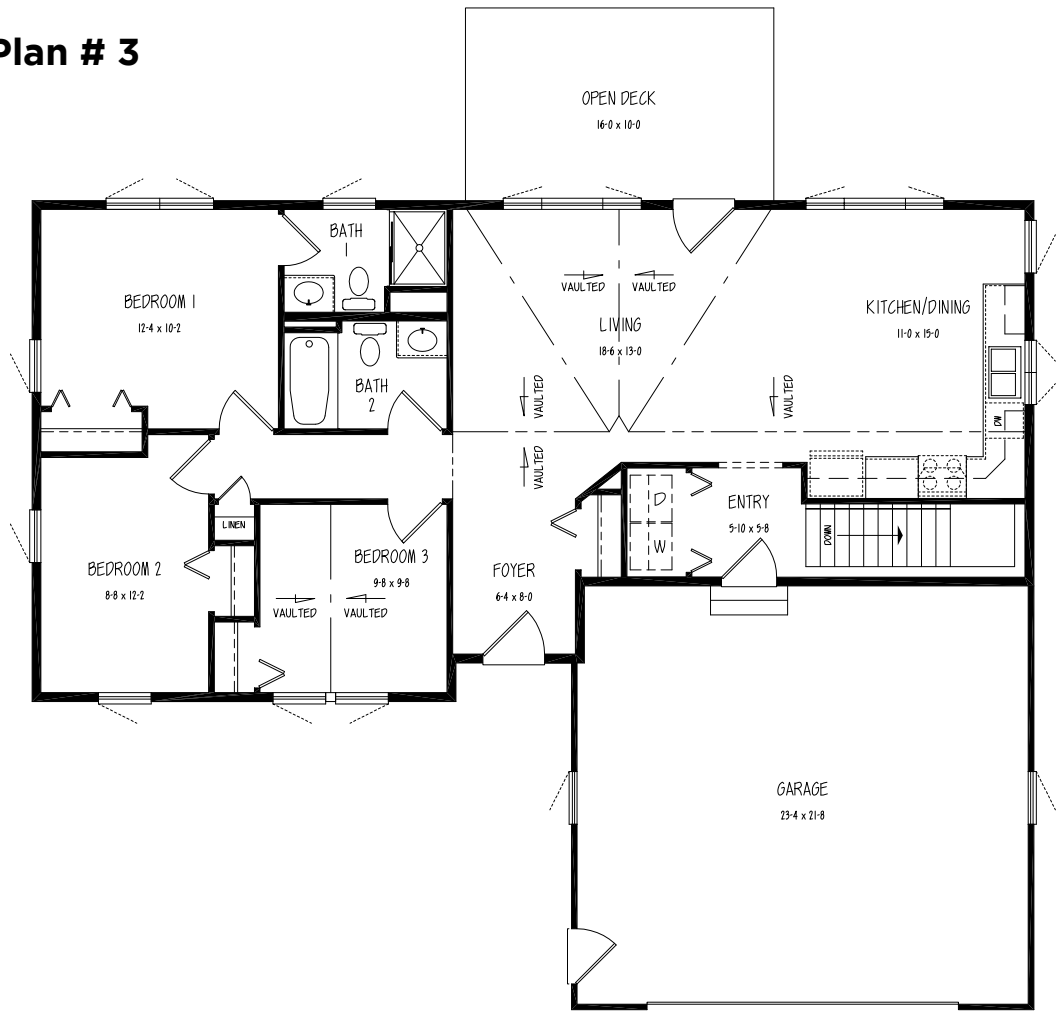 Plan # 3
OPEN DECK
16-0 x 10-0
BATH
1
BEDROOM 1
12-4 x 10-2
VAULTED
VAULTED
LIVING
18-6 x 13-0
KITCHEN/DINING
11-0 x 15-0
BATH
2
VAULTED
VAULTED
DW
VAULTED
LINEN
D
W
ENTRY
5-10 x 5-8
DOWN
BEDROOM 2
8-8 x 12-2
BEDROOM 3
9-8 x 9-8
VAULTED
VAULTED
FOYER
6-4 x 8-0
GARAGE
23-4 x 21-8